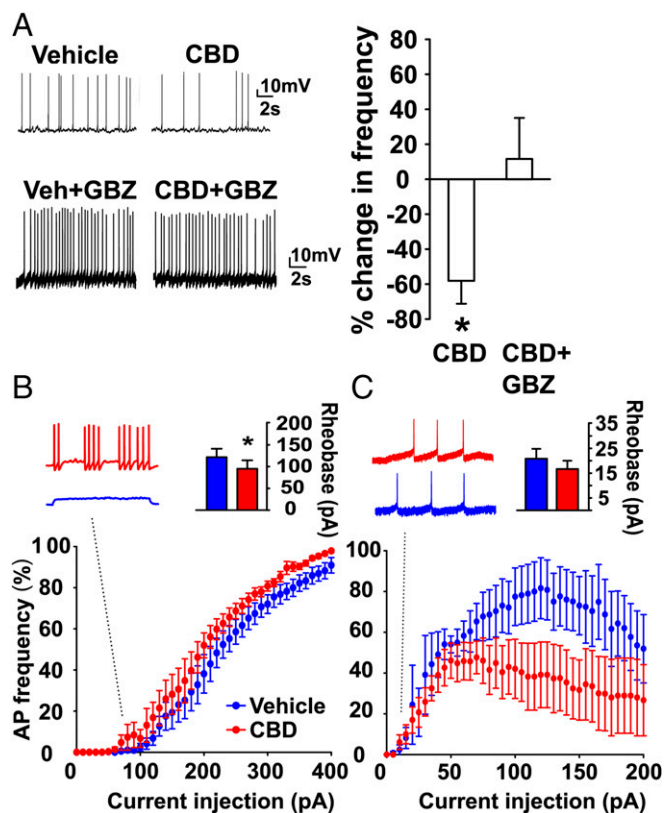 A
Vehicle CBD
10mV
2s
Veh+GBZ CBD+GBZ
10mV
2s
% change in frequency
80
60
40
20
0
-20
-40
-60
-80
*
CBD CBD+
GBZ
B
*
200
150
100
50
0
Rheobase (pA)
AP frequency (%)
100
80
60
40
20
0
Vehicle
CBD
0 100 200 300 400
Current injection (pA)
C
35
25
15
5
Rheobase (pA)
100
80
60
40
20
0
0 50 100 150 200
Current injection (pA)